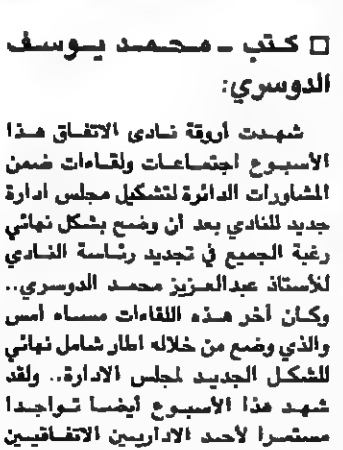 □ كتب ـ محمد يوسف
الدوسري:
شهدت أروقة نادي الاتفاق هذا
الأسبوع اجتماعات ولقاءات ضمن
المشاورات الدائرة لتشكيل مجلس ادارة
جديد للنادي بعد أن وضع بشكل نهائي
رغبة الجميع في تجديد رئاسة النادي
للأستاذ عبدالعزيز محمد الدوسري..
وكان آخر هذه اللقاءات مساء امس
والذي وضع من خلاله اطار شامل نهائي
للشكل الجديد لمجلس الادارة.. ولقد
شهد هذا الأسبوع أيضا تواجدا
مستمرا لأحد الاداريين الاتفاقيين